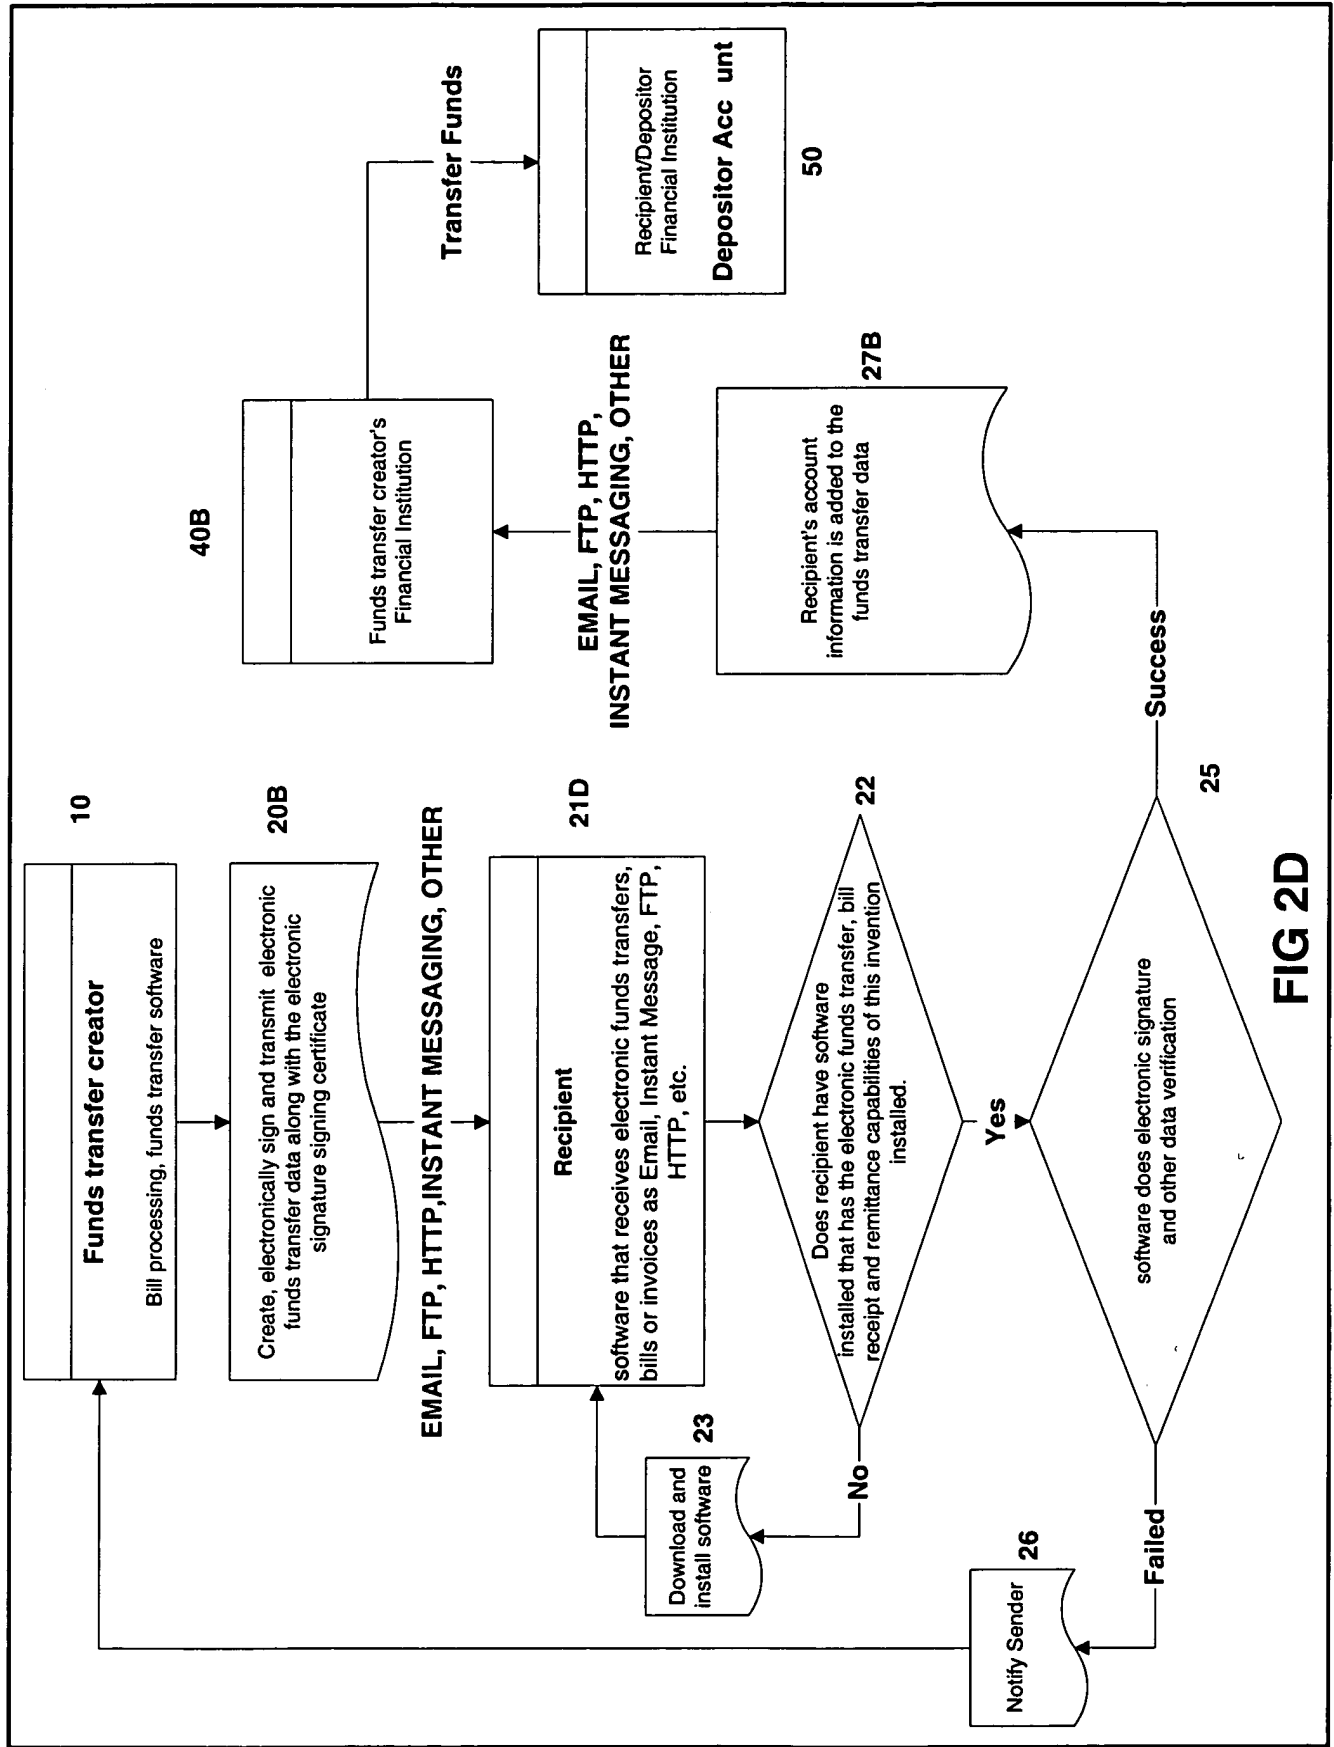 10
Funds transfer creator
Bill processing, funds transfer software
20B
Create, electronically sign and transmit electronic
funds transfer data along with the electronic
signature signing certificate
EMAIL, FTP, HTTP,INSTANT MESSAGING, OTHER
21D
Recipient
software that receives electronic funds transfers,
bills or invoices as Email, Instant Message, FTP,
HTTP, etc.
22
Does recipient have software
installed that has the electronic funds transfer, bill
receipt and remittance capabilities of this invention
installed.
No
23
Download and
install software
Yes
25
software does electronic signature
and other data verification
Failed
26
Notify Sender
Success
27B
Recipient's account
information is added to the
funds transfer data
EMAIL, FTP, HTTP,
INSTANT MESSAGING, OTHER
40B
Funds transfer creator's
Financial Institution
Transfer Funds
Recipient/Depositor
Financial Institution
Depositor Acc unt
50
FIG 2D